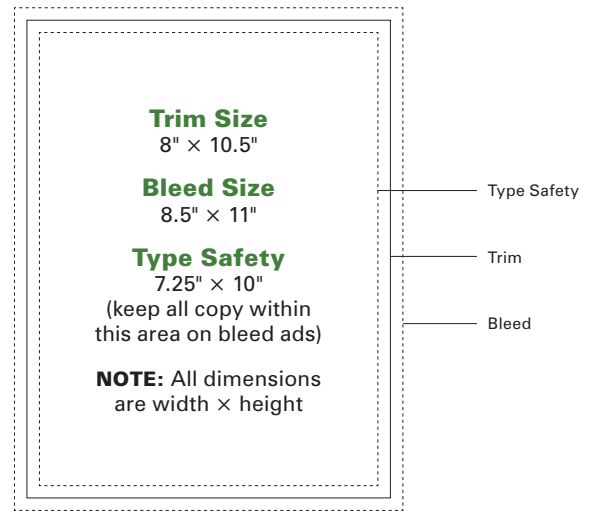 Trim Size
8" × 10.5"
Bleed Size
8.5" × 11"
Type Safety
7.25" × 10"
(keep all copy within
this area on bleed ads)
NOTE: All dimensions
are width × height
Type Safety
Trim
Bleed